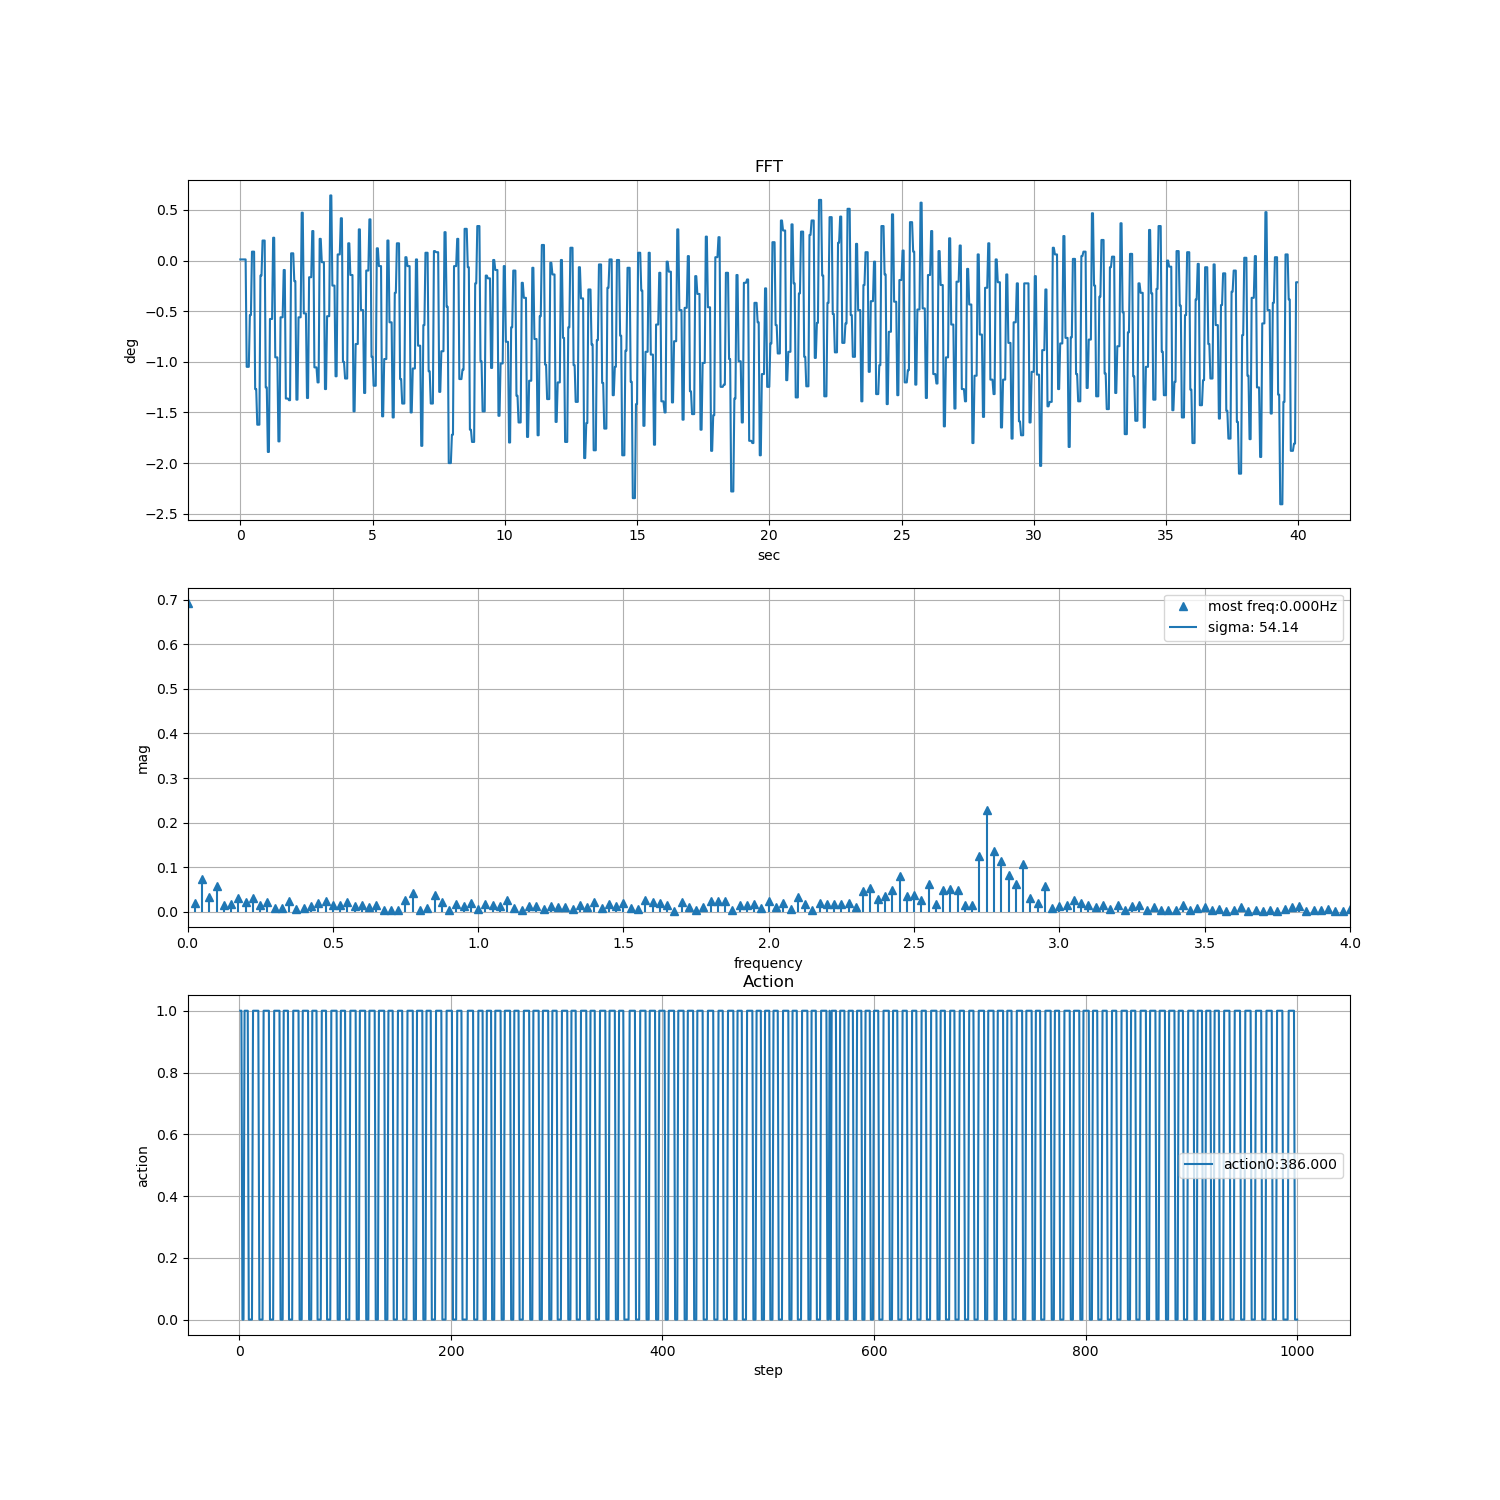 FFT
0.5
0.0
−0.5
−1.0
−1.5
−2.0
−2.5
deg
0 5 10 15 20 25 30 35 40
sec
0.7
0.6
0.5
0.4
0.3
0.2
0.1
0.0
mag
most freq:0.000Hz
sigma: 54.14
0.0 0.5 1.0 1.5 2.0 2.5 3.0 3.5 4.0
frequency
Action
1.0
0.8
0.6
0.4
0.2
0.0
action
action0:386.000
0 200 400 600 800 1000
step